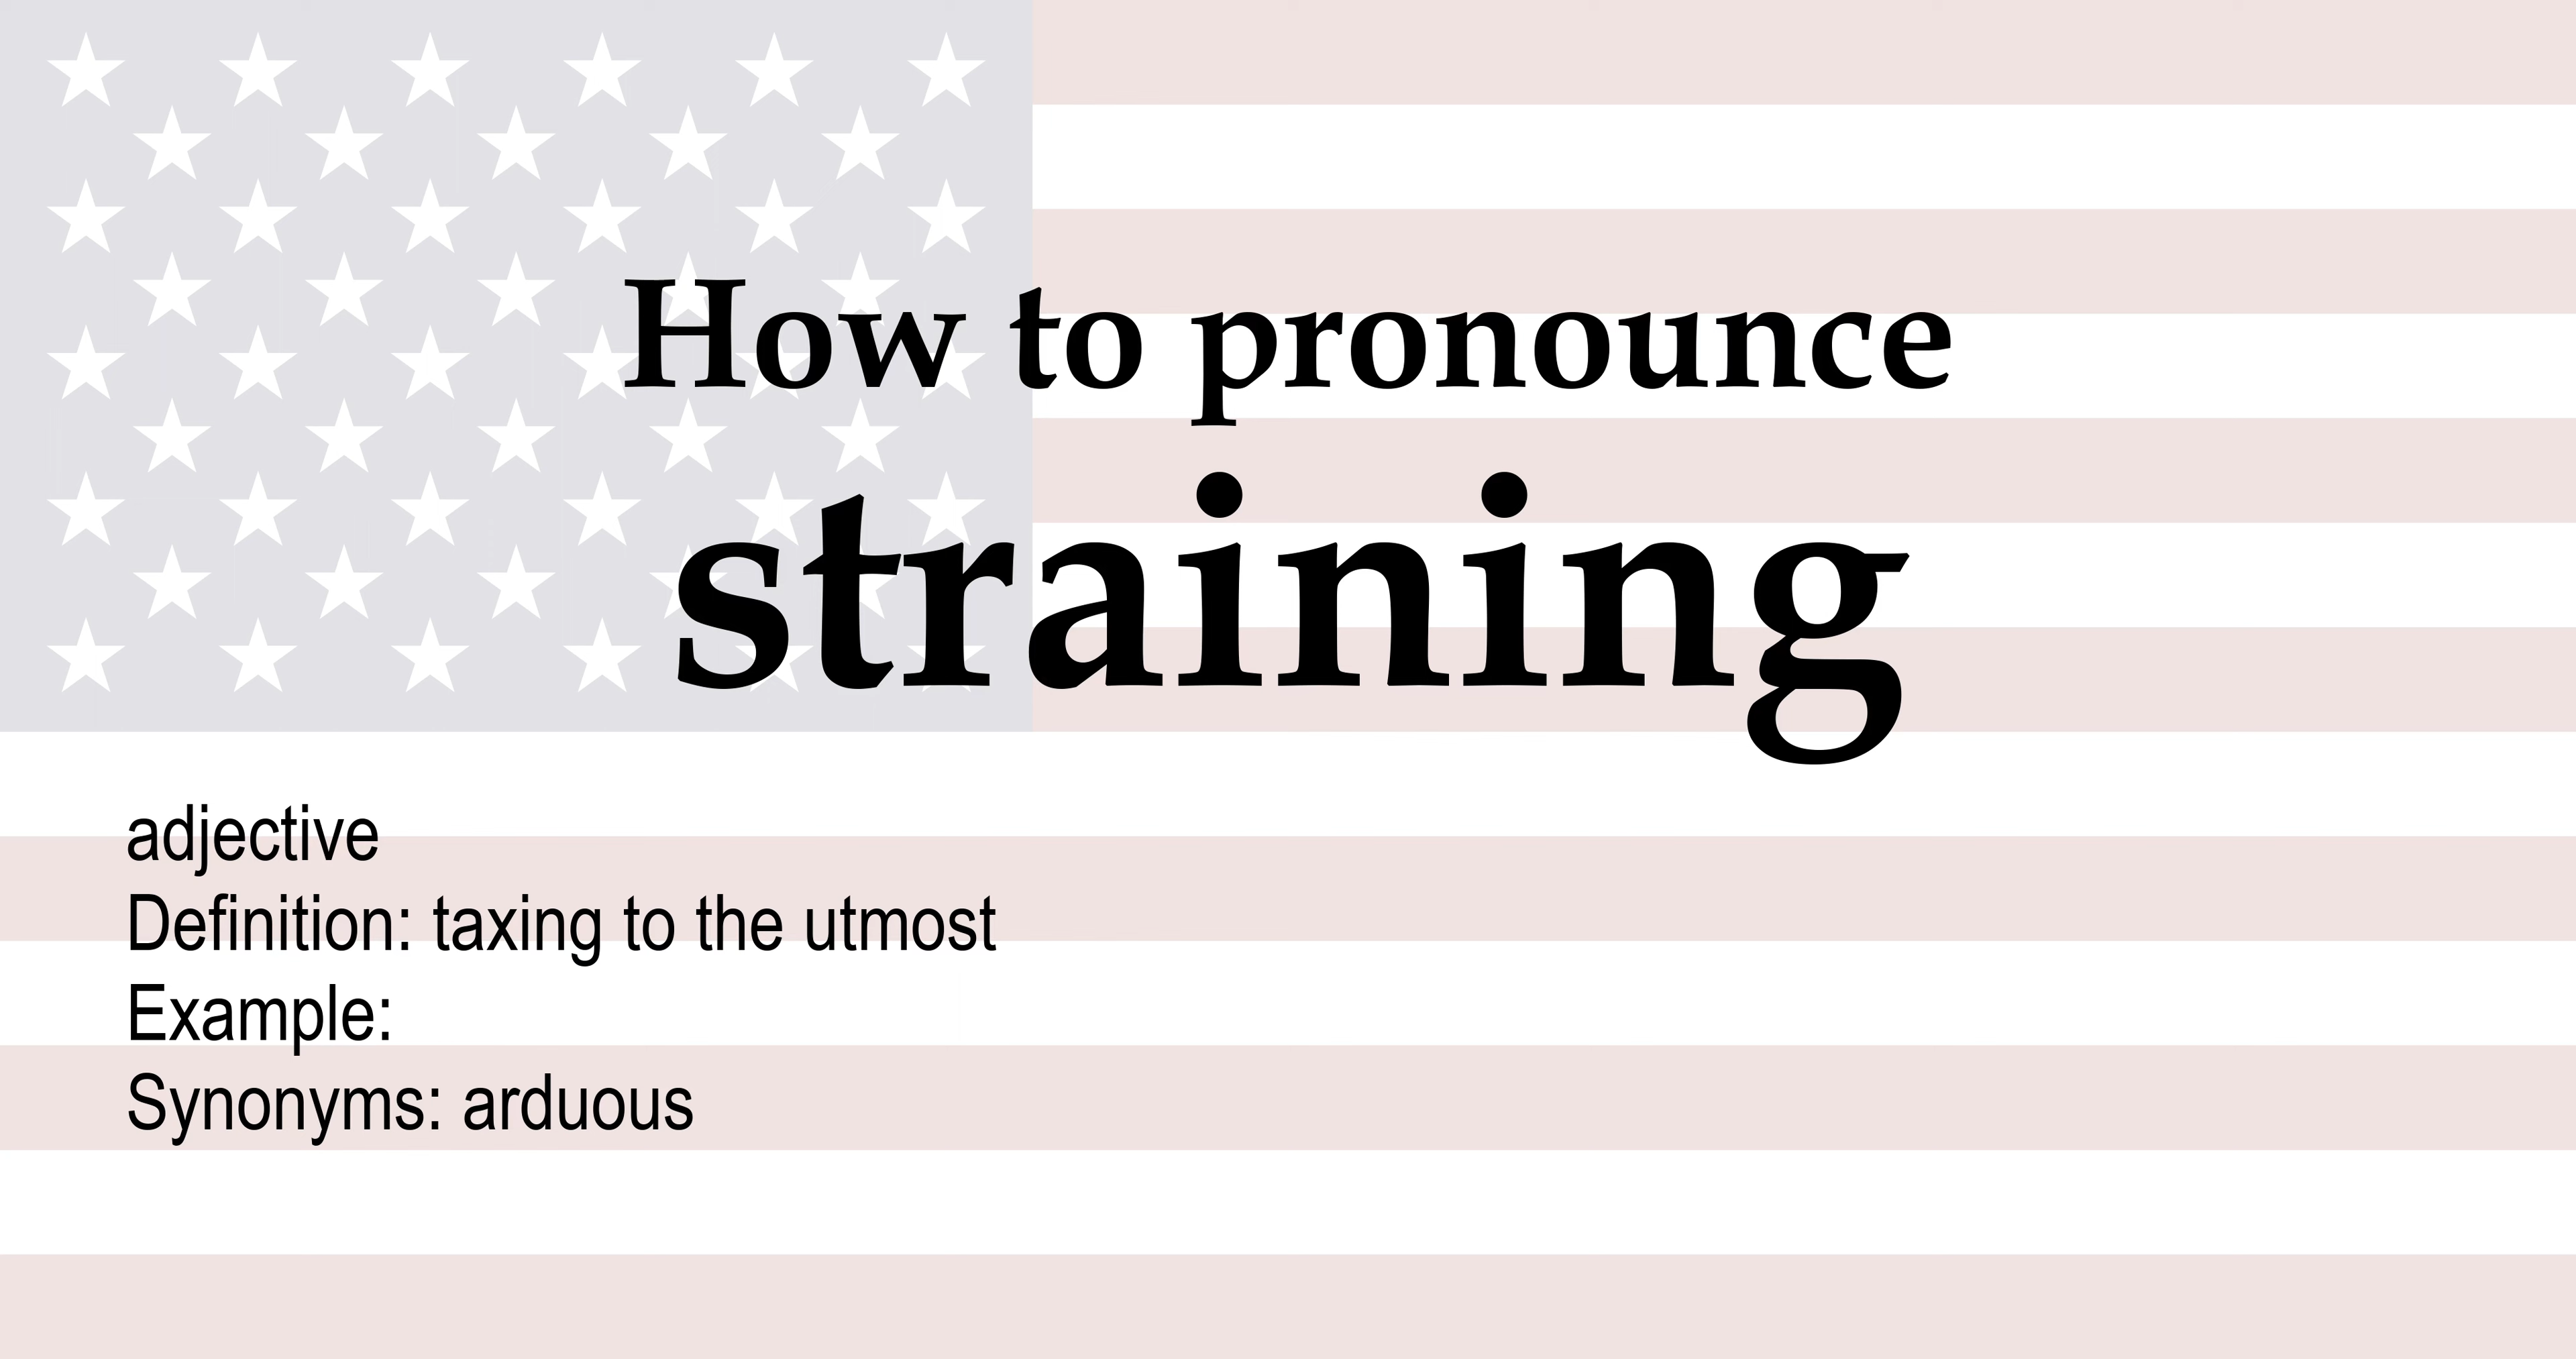 How to pronounce
straining
adjective
Definition: taxing to the utmost
Example:
Synonyms: arduous